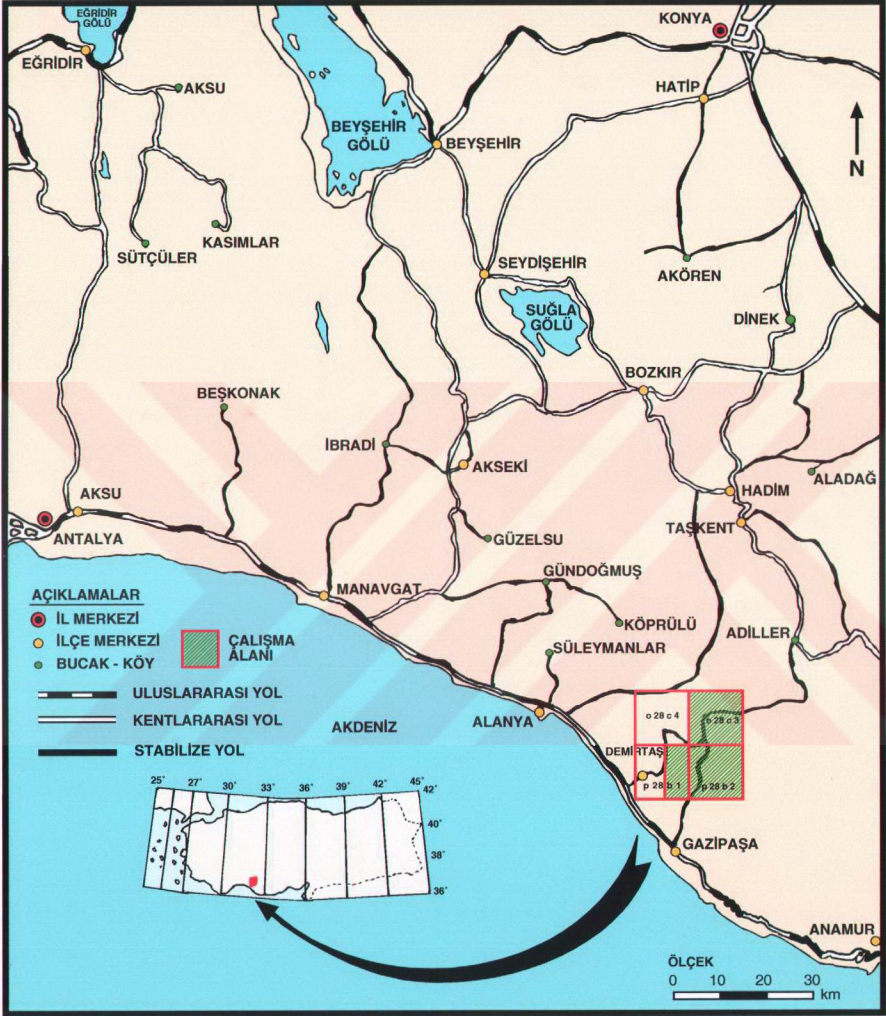 EĞRİDİR
GÖLÜ
EĞRİDİR
AKSU
KONYA
HATİP
BEYŞEHİR
GÖLÜ
BEYŞEHİR
N
SÜTÇÜLER
KASIMLAR
SEYDİŞEHİR
AKÖREN
SUĞLA
GÖLÜ
DİNEK
BOZKIR
BEŞKONAK
İBRADİ
AKSEKİ
ALADAĞ
HADİM
AKSU
ANTALYA
TAŞKENT
GÜZELSU
GÜNDOĞMUŞ
MANAVGAT
KÖPRÜLÜ
ADİLLER
SÜLEYMANLAR
AÇIKLAMALAR
İL MERKEZİ
İLÇE MERKEZİ
BUCAK - KÖY
ÇALIŞMA
ALANI
ULUSLARARASI YOL
KENTLARARASI YOL
STABILIZE YOL
AKDENİZ
ALANYA
o 28 c 4
o 28 c 3
DEMİRTAŞ
p 28 b 1
p 28 b 2
GAZİPAŞA
ANAMUR
25° 27° 30° 33° 36° 39° 42° 45°
42°
40°
38°
36°
ÖLÇEK
0 10 20 30
km